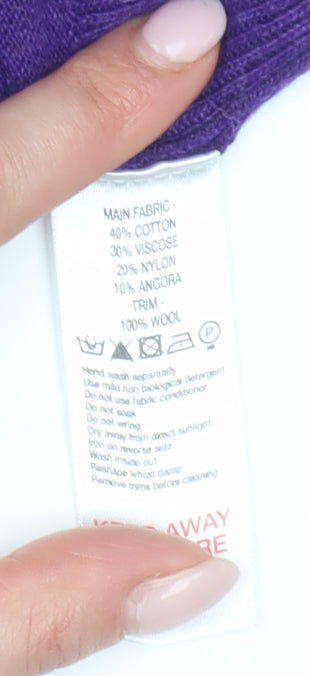 MAIN FABRIC -
40% COTTON
30% VISCOSE
20% NYLON
10% ANGORA
TRIM -
100% WOOL
P
Hand wash separately
Use mild non biological detergent
Do not use fabric conditioner
Do not soak
Do not wring
Dry away from direct sunlight
Iron on reverse side
Wash inside out
Reshape whilst damp
Remove trims before cleaning
AWAY